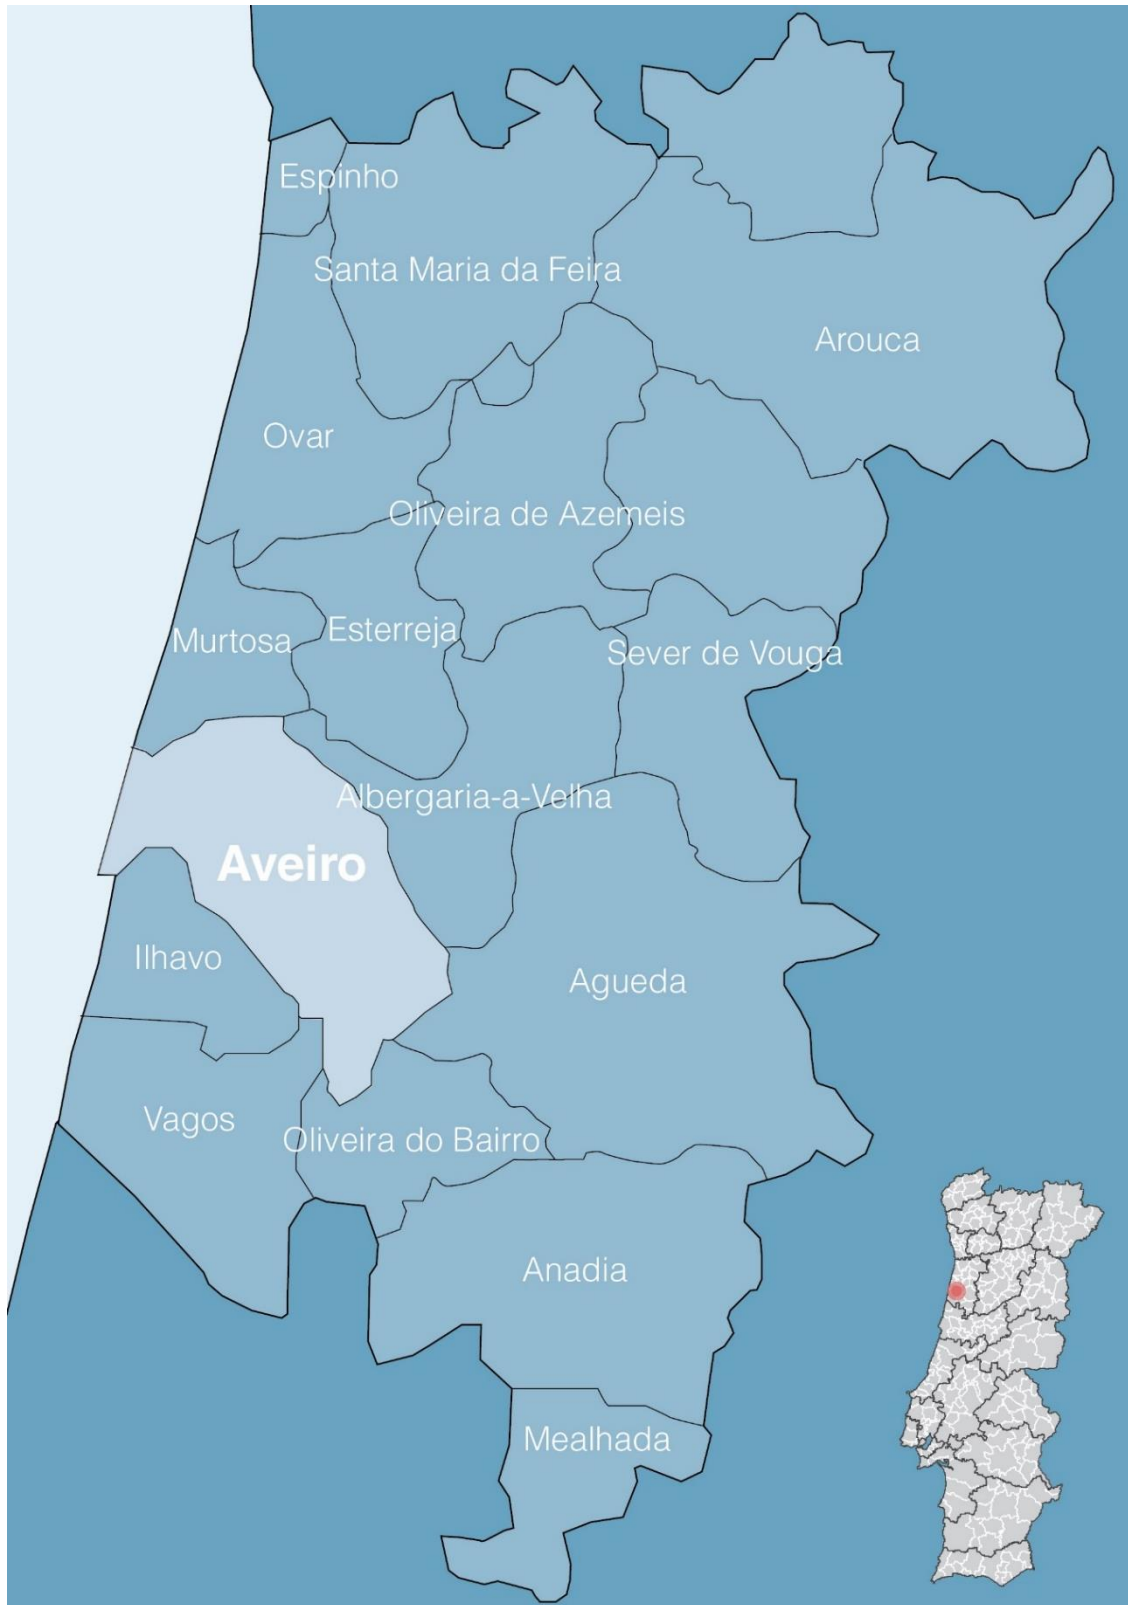 Espinho
Santa Maria da Feira
Arouca
Ovar
Oliveira de Azemeis
Esterreja
Murtosa
Sever de Vouga
Albergaria-a-Velha
Aveiro
Ilhavo
Agueda
Vagos
Oliveira do Bairro
Anadia
Mealhada